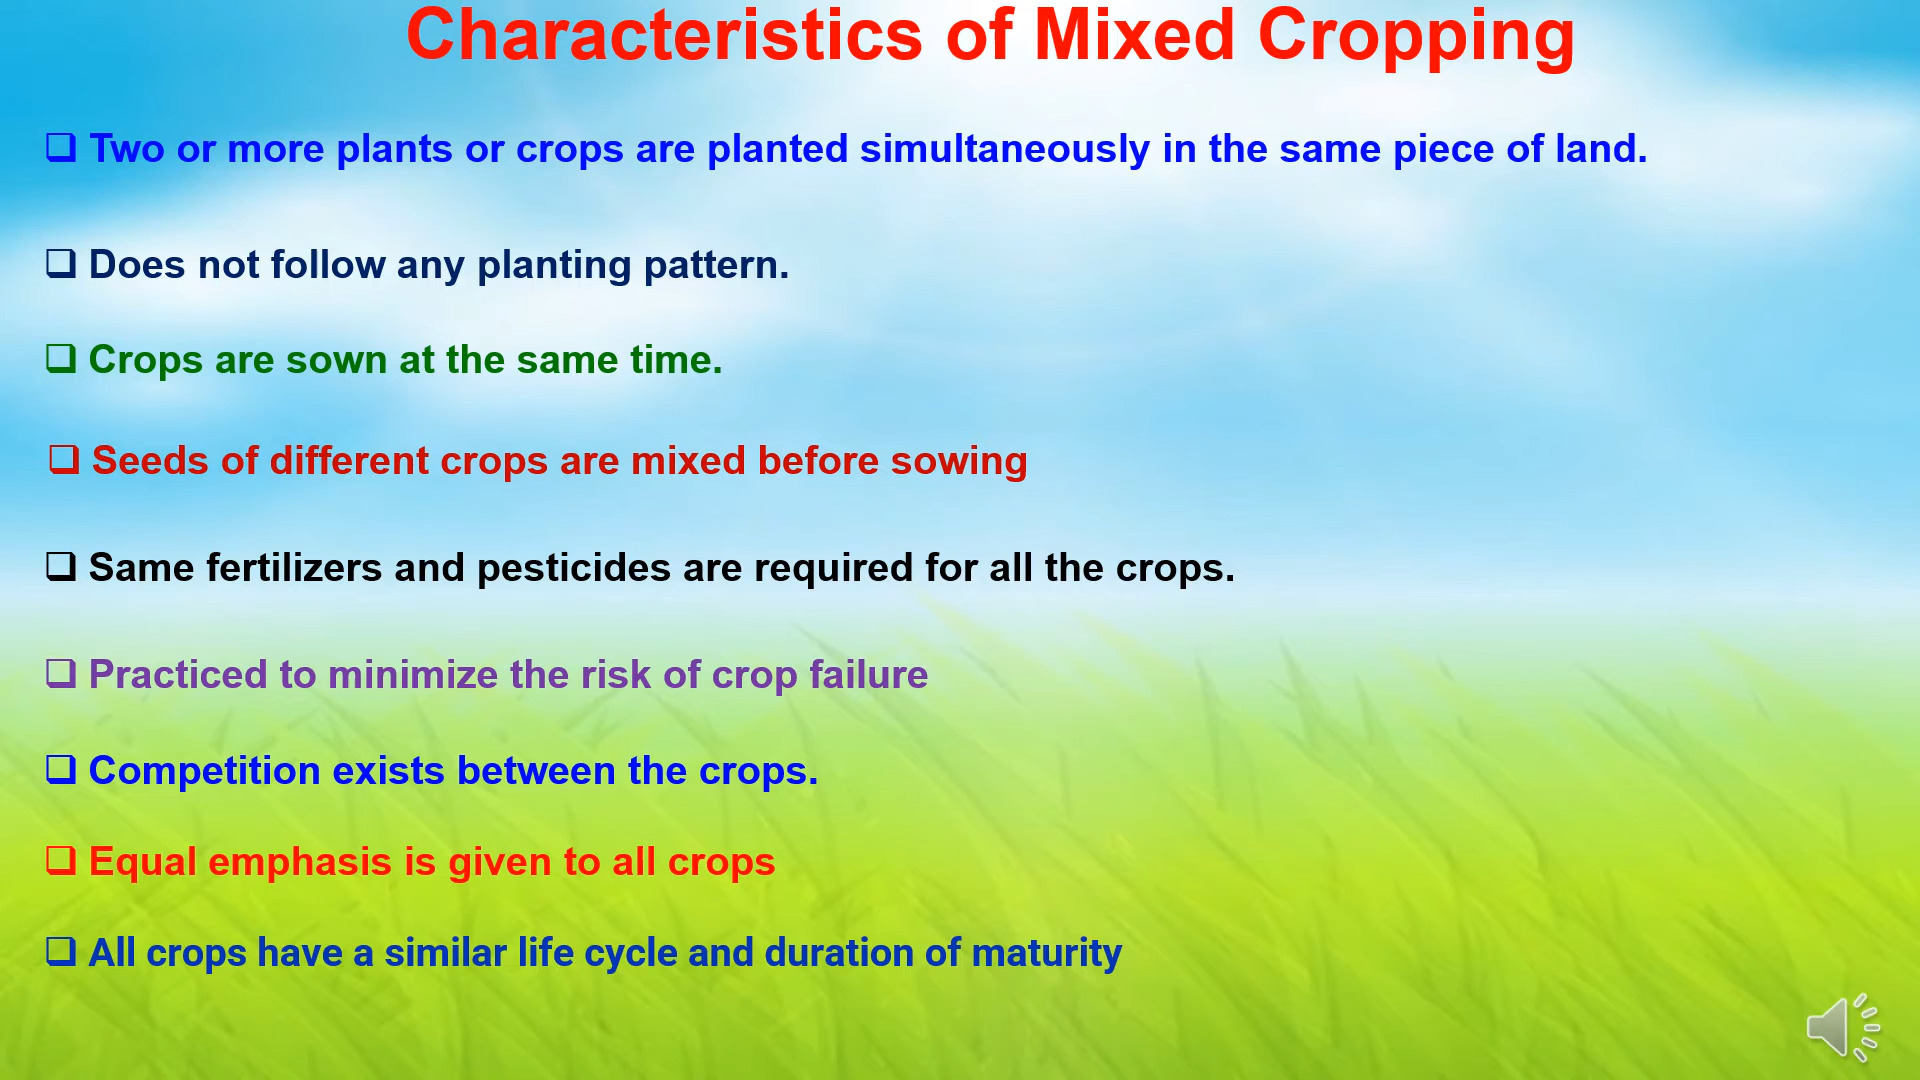 Characteristics of Mixed Cropping
❑ Two or more plants or crops are planted simultaneously in the same piece of land.
❑ Does not follow any planting pattern.
❑ Crops are sown at the same time.
❑ Seeds of different crops are mixed before sowing
❑ Same fertilizers and pesticides are required for all the crops.
❑ Practiced to minimize the risk of crop failure
❑ Competition exists between the crops.
❑ Equal emphasis is given to all crops
❑ All crops have a similar life cycle and duration of maturity